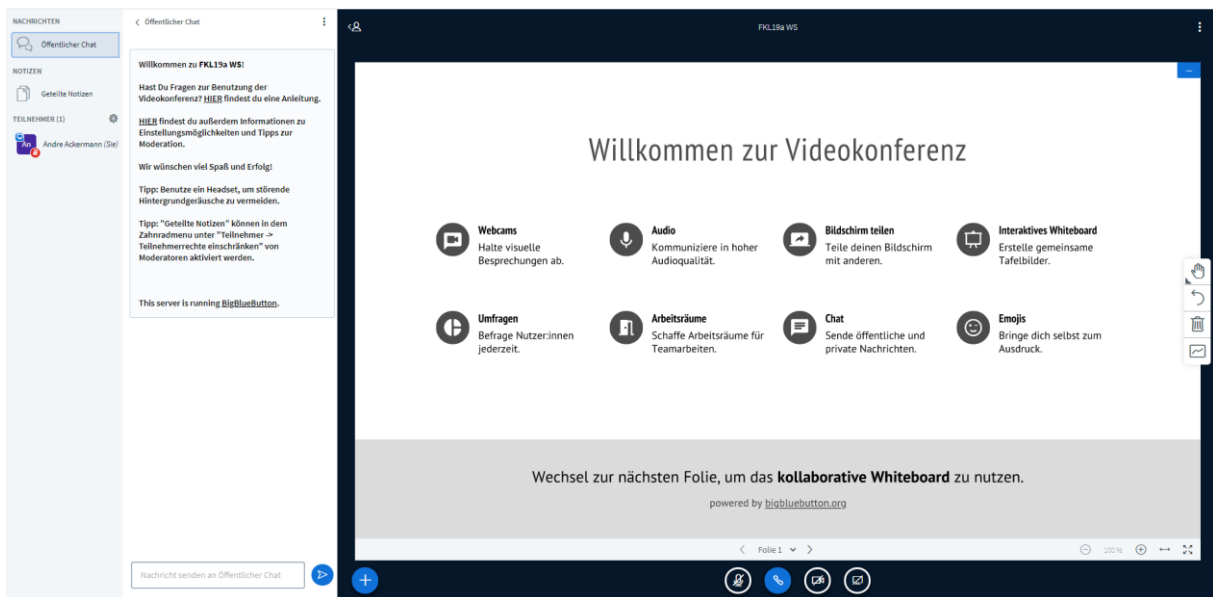 NACHRICHTEN
Öffentlicher Chat
NOTIZEN
Geteilte Notizen
TEILNEHMER (1)
An
Andre Ackermann (Sie)
Öffentlicher Chat
Willkommen zu FKL19a WS!
Hast Du Fragen zur Benutzung der
Videokonferenz? HIER findest du eine Anleitung.
HIER findest du außerdem Informationen zu
Einstellungsmöglichkeiten und Tipps zur
Moderation.
Wir wünschen viel Spaß und Erfolg!
Tipp: Benutze ein Headset, um störende
Hintergrundgeräusche zu vermeiden.
Tipp: "Geteilte Notizen" können in dem
Zahnradmenu unter "Teilnehmer ->
Teilnehmerrechte einschränken" von
Moderatoren aktiviert werden.
This server is running BigBlueButton.
Nachricht senden an Öffentlicher Chat
FKL19a WS
Willkommen zur Videokonferenz
Webcams
Halte visuelle
Besprechungen ab.
Audio
Kommuniziere in hoher
Audioqualität.
Bildschirm teilen
Teile deinen Bildschirm
mit anderen.
Interaktives Whiteboard
Erstelle gemeinsame
Tafelbilder.
Umfragen
Befrage Nutzer:innen
jederzeit.
Arbeitsräume
Schaffe Arbeitsräume für
Teamarbeiten.
Chat
Sende öffentliche und
private Nachrichten.
Emojis
Bringe dich selbst zum
Ausdruck.
Wechsel zur nächsten Folie, um das kollaborative Whiteboard zu nutzen.
powered by bigbluebutton.org
Folie 1
100 %